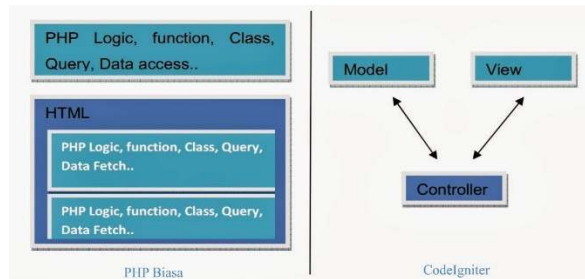 PHP Logic, function, Class,
Query, Data access..
HTML
PHP Logic, function, Class, Query,
Data Fetch..
PHP Logic, function, Class, Query,
Data Fetch..
PHP Biasa
Model
View
Controller
CodeIgniter